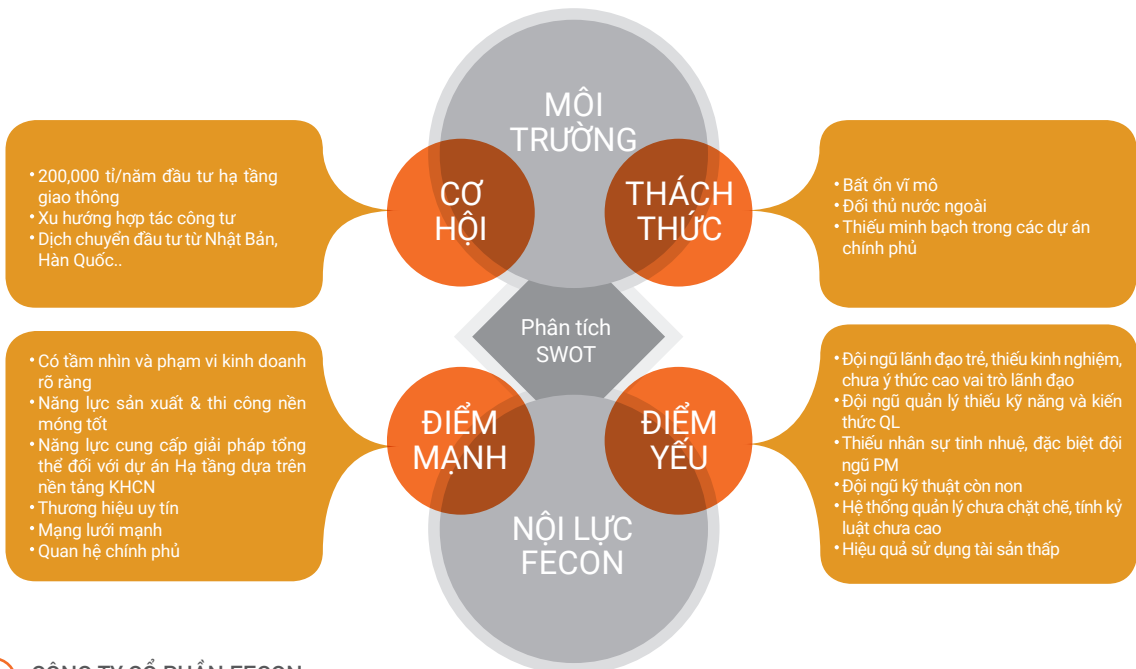 MÔI
TRƯỜNG
CƠ
HỘI
THÁCH
THỨC
• 200,000 tỉ/năm đầu tư hạ tầng
giao thông
• Xu hướng hợp tác công tư
• Dịch chuyển đầu tư từ Nhật Bản,
Hàn Quốc..
• Bất ổn vĩ mô
• Đối thủ nước ngoài
• Thiếu minh bạch trong các dự án
chính phủ
Phân tích
SWOT
• Có tầm nhìn và phạm vi kinh doanh
rõ ràng
• Năng lực sản xuất & thi công nền
móng tốt
• Năng lực cung cấp giải pháp tổng
thể đối với dự án Hạ tầng dựa trên
nền tảng KHCN
• Thương hiệu uy tín
• Mạng lưới mạnh
• Quan hệ chính phủ
ĐIỂM
MẠNH
ĐIỂM
YẾU
• Đội ngũ lãnh đạo trẻ, thiếu kinh nghiệm,
chưa ý thức cao vai trò lãnh đạo
• Đội ngũ quản lý thiếu kỹ năng và kiến
thức QL
• Thiếu nhân sự tinh nhuệ, đặc biệt đội
ngũ PM
• Đội ngũ kỹ thuật còn non
• Hệ thống quản lý chưa chặt chẽ, tính kỷ
luật chưa cao
• Hiệu quả sử dụng tài sản thấp
NỘI LỰC
FECON
CÔNG TY CỔ PHẦN FECON